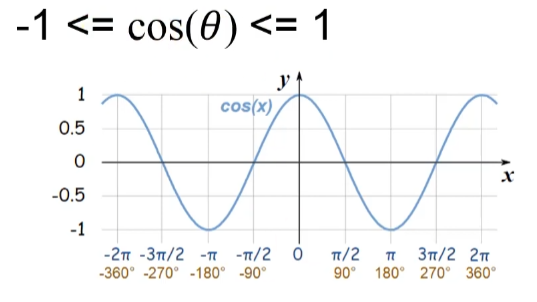 -1 <= cos(θ) <= 1
y
1
cos(x)
0.5
0
x
-0.5
-1
-2π -3π/2 -π -π/2 0 π/2 π 3π/2 2π
-360° -270° -180° -90° 90° 180° 270° 360°